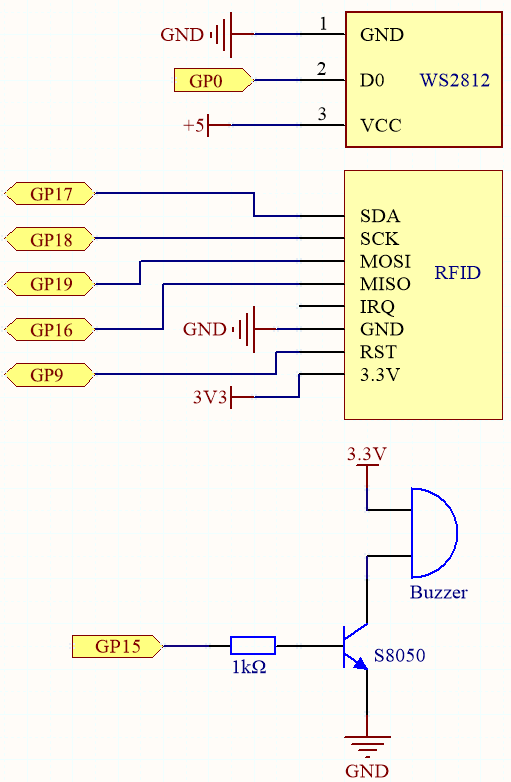 GND 1 GND
GP0 2 D0 WS2812
+5 3 VCC
GP17
SDA
GP18 SCK
MOSI RFID
GP19 MISO
IRQ
GP16 GND GND
RST
GP9 3.3V
3V3
3.3V
Buzzer
GP15
1kΩ S8050
GND